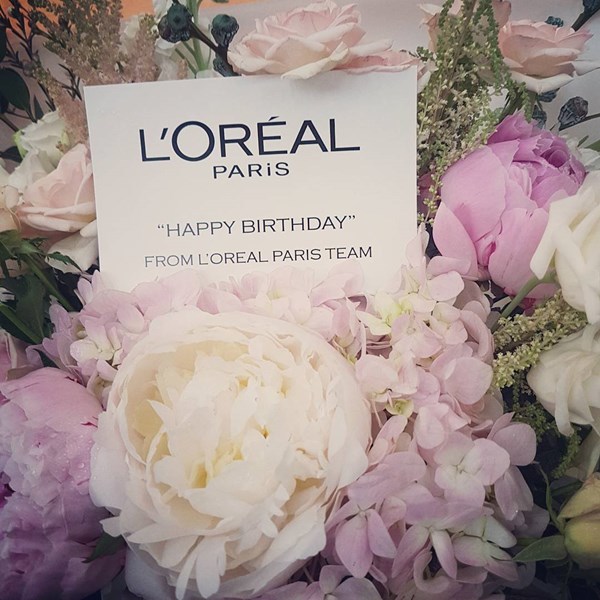 L'ORÉAL
PARiS
“HAPPY BIRTHDAY”
FROM L'OREAL PARIS TEAM